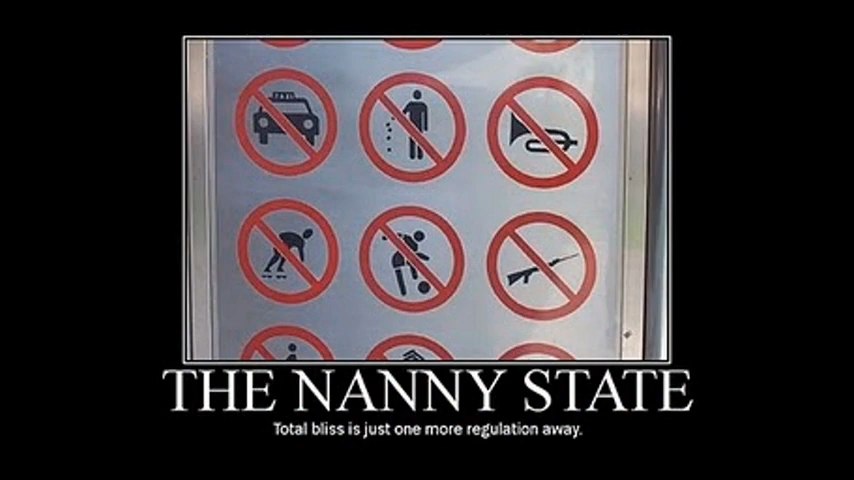 THE NANNY STATE
Total bliss is just one more regulation away.